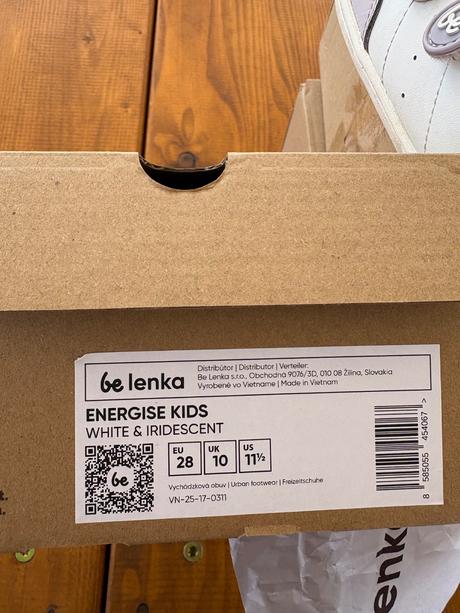 be lenka
Distribútor | Distributor | Verteiler:
Be Lenka s.r.o., Obchodná 9076/3D, 010 08 Žilina, Slovakia
Vyrobené vo Vietname | Made in Vietnam
ENERGISE KIDS
WHITE & IRIDESCENT
EU 28
UK 10
US 11½
be
Vychôdzková obuv | Urban footwear | Freizeitschuhe
VN-25-17-0311
8 585055 454067 >
enko